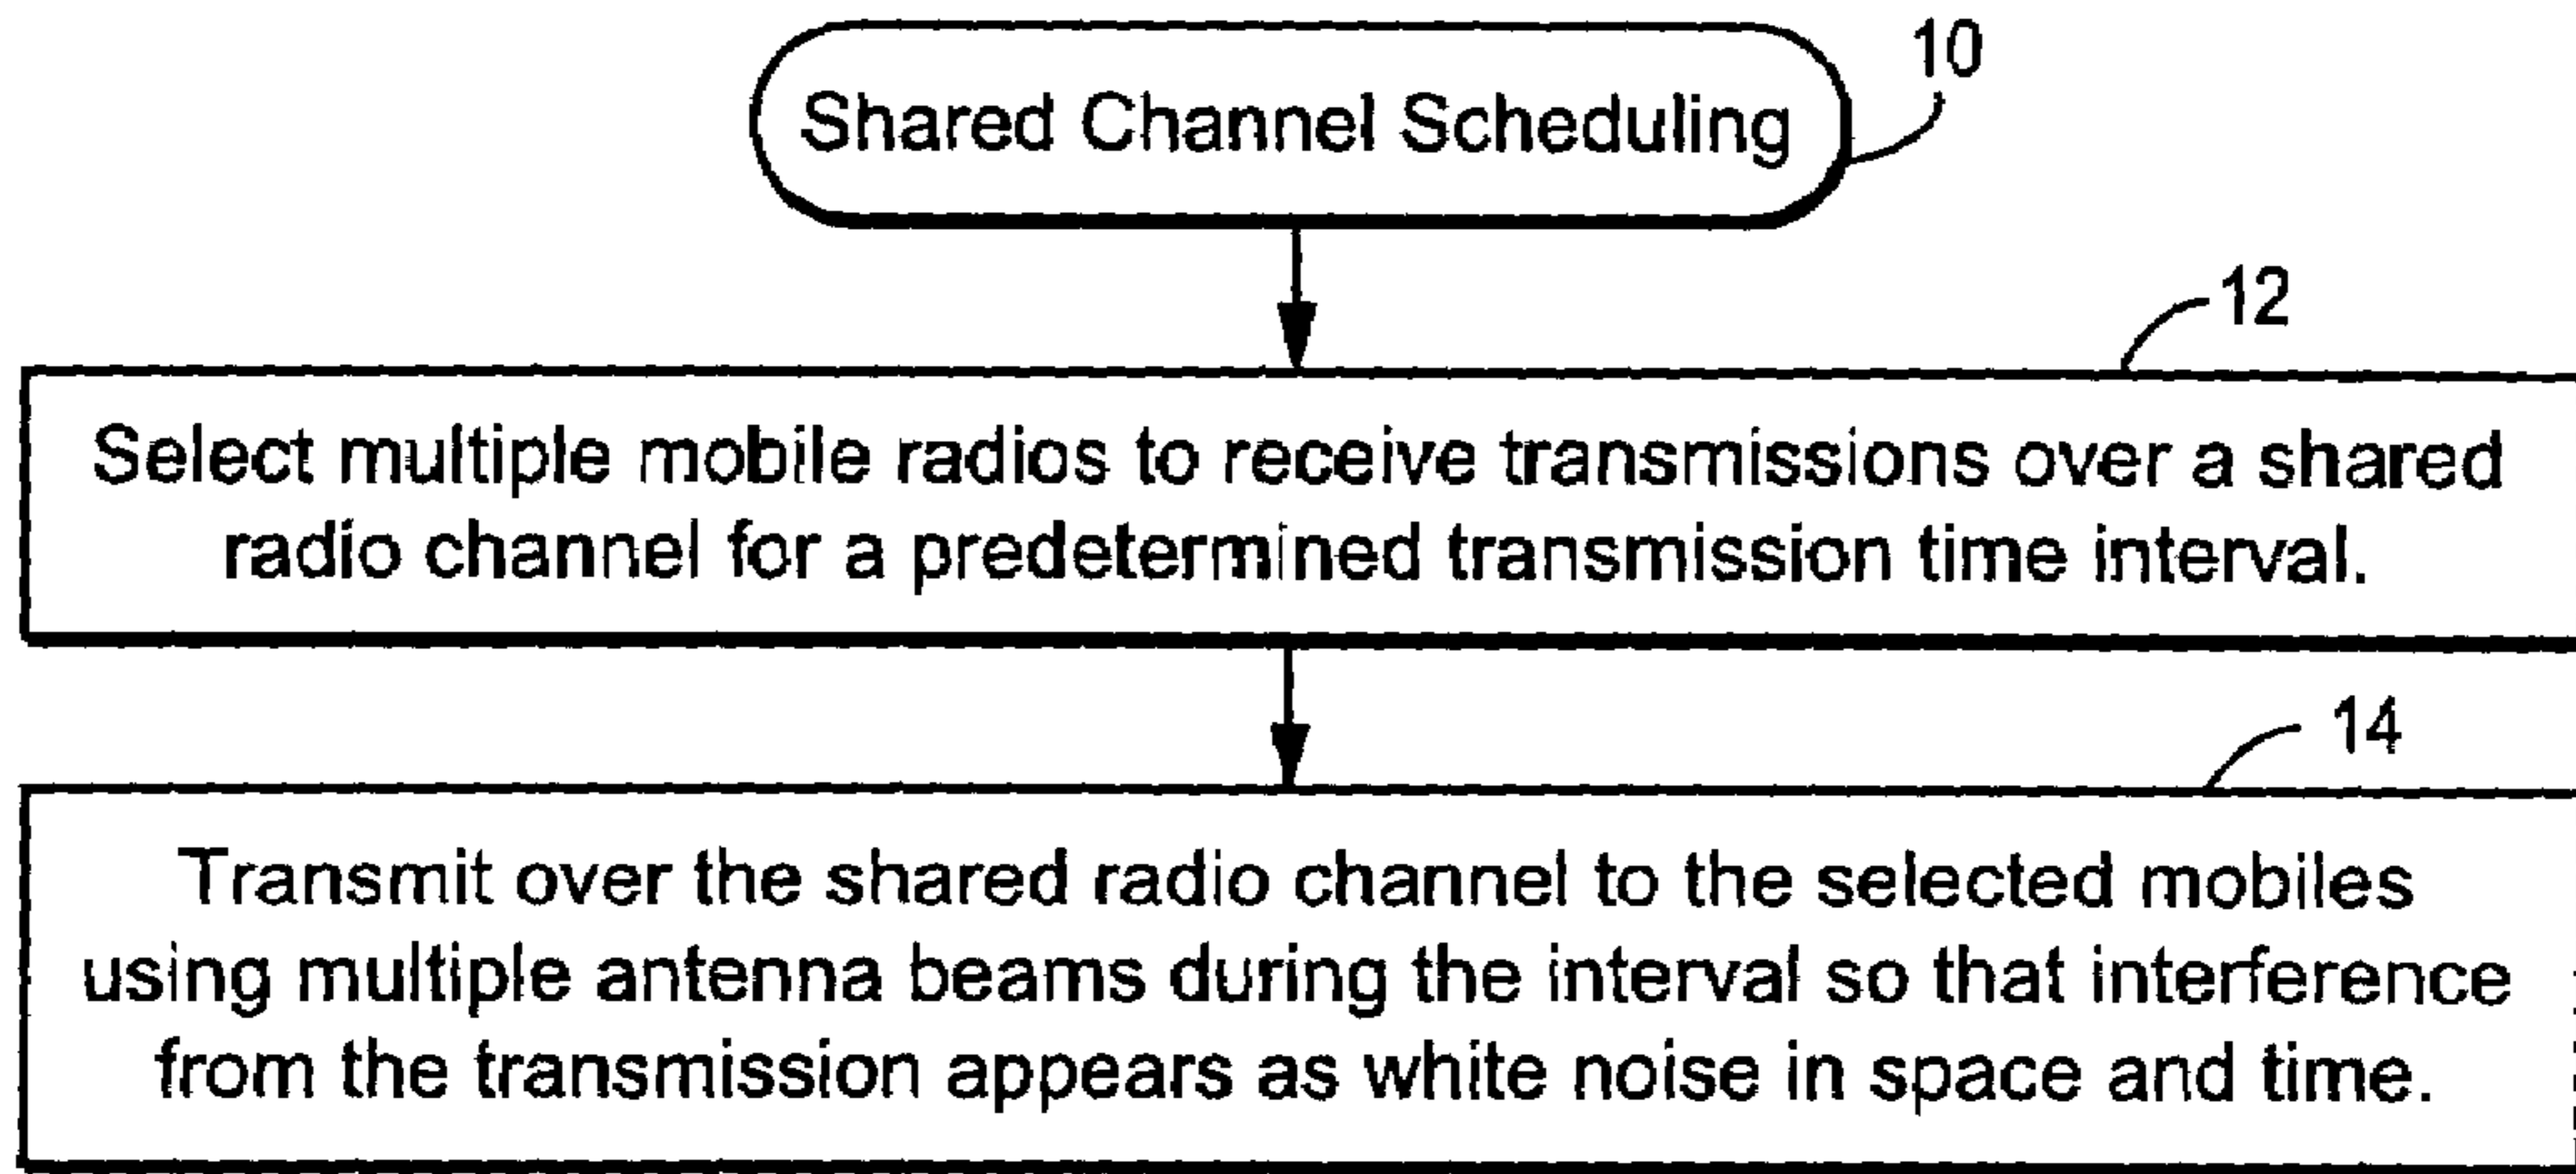 Shared Channel Scheduling
10
12
Select multiple mobile radios to receive transmissions over a shared
radio channel for a predetermined transmission time interval.
14
Transmit over the shared radio channel to the selected mobiles
using multiple antenna beams during the interval so that interference
from the transmission appears as white noise in space and time.